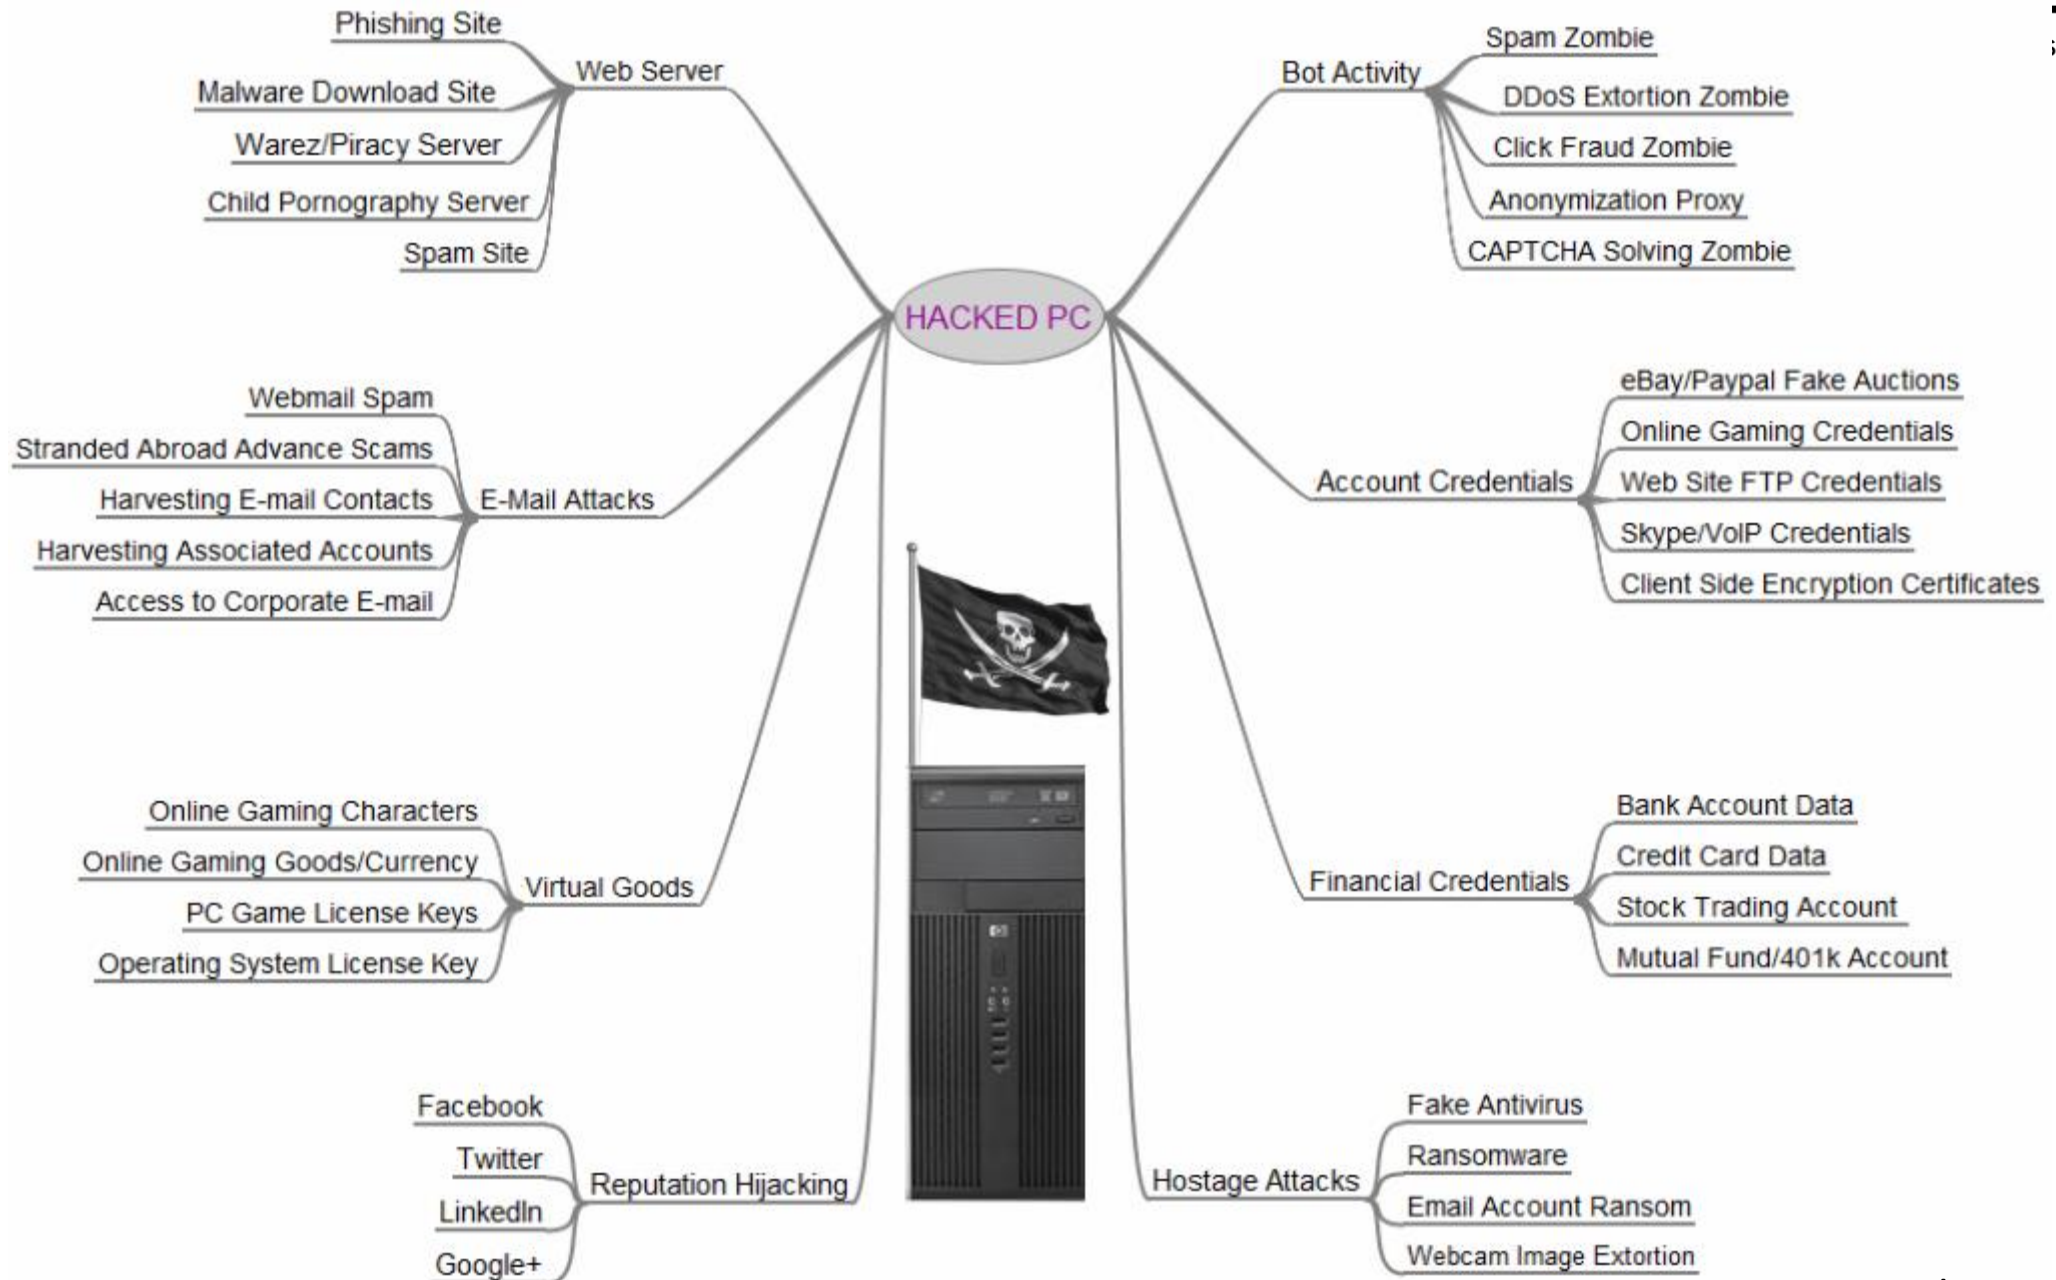 Phishing Site
Malware Download Site
Warez/Piracy Server
Child Pornography Server
Spam Site
Web Server
Bot Activity
Spam Zombie
DDoS Extortion Zombie
Click Fraud Zombie
Anonymization Proxy
CAPTCHA Solving Zombie
HACKED PC
Webmail Spam
Stranded Abroad Advance Scams
Harvesting E-mail Contacts
Harvesting Associated Accounts
Access to Corporate E-mail
E-Mail Attacks
Account Credentials
eBay/Paypal Fake Auctions
Online Gaming Credentials
Web Site FTP Credentials
Skype/VoIP Credentials
Client Side Encryption Certificates
Online Gaming Characters
Online Gaming Goods/Currency
PC Game License Keys
Operating System License Key
Virtual Goods
Financial Credentials
Bank Account Data
Credit Card Data
Stock Trading Account
Mutual Fund/401k Account
Facebook
Twitter
LinkedIn
Google+
Reputation Hijacking
Hostage Attacks
Fake Antivirus
Ransomware
Email Account Ransom
Webcam Image Extortion